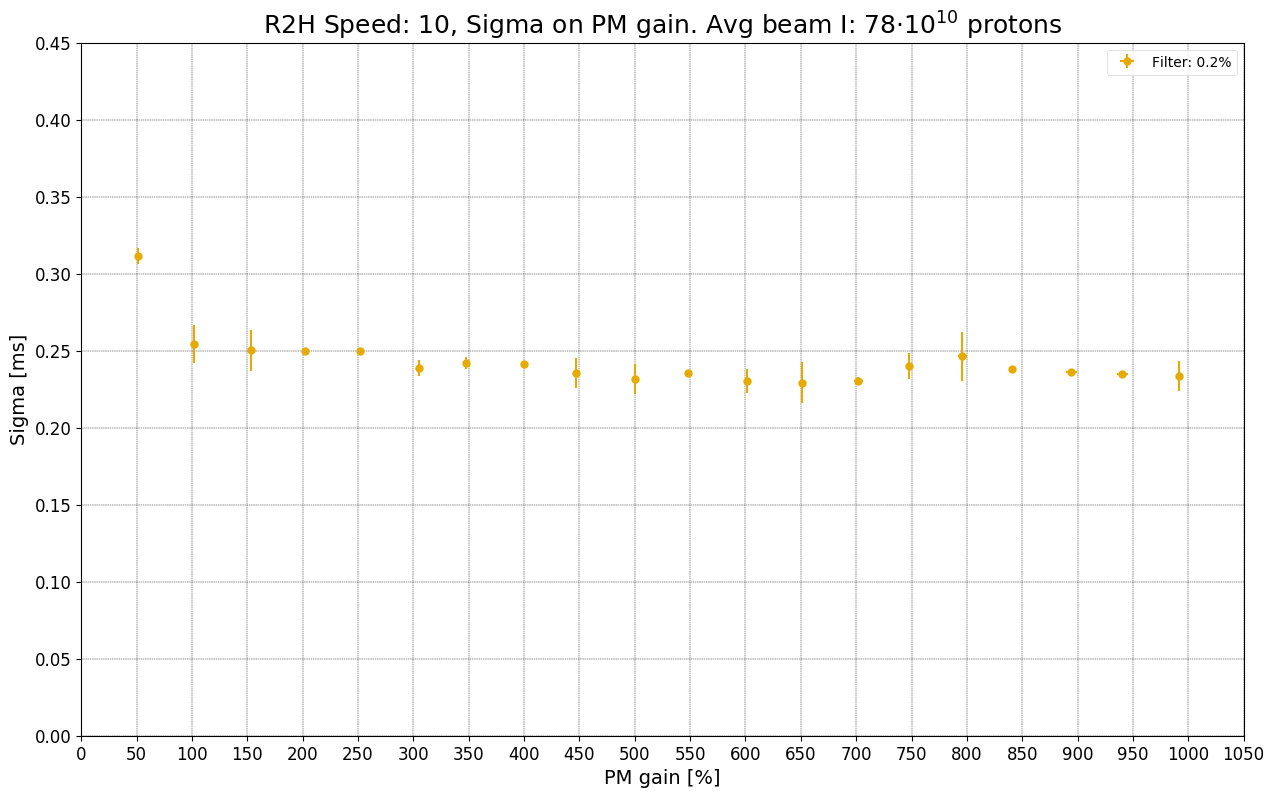 R2H Speed: 10, Sigma on PM gain. Avg beam I: 78·10¹⁰ protons
Filter: 0.2%
0.45
0.40
0.35
0.30
0.25
0.20
0.15
0.10
0.05
0.00
Sigma [ms]
0 50 100 150 200 250 300 350 400 450 500 550 600 650 700 750 800 850 900 950 1000 1050
PM gain [%]